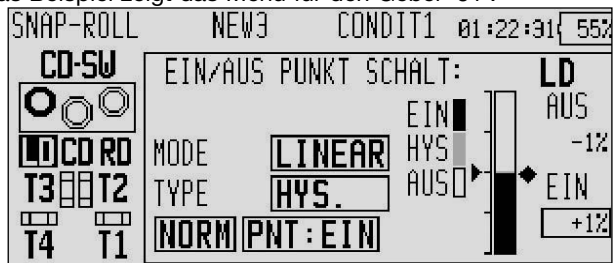 SNAP-ROLL NEW3 CONDIT1 01:22:31 55%
CD-SW
EIN/AUS PUNKT SCHALT: LD
AUS
-1%
EIN
+1%
LD CD RD
T3 T2
T4 T1
MODE LINEAR
TYPE HYS.
NORM PNT:EIN
EIN
HYS
AUS